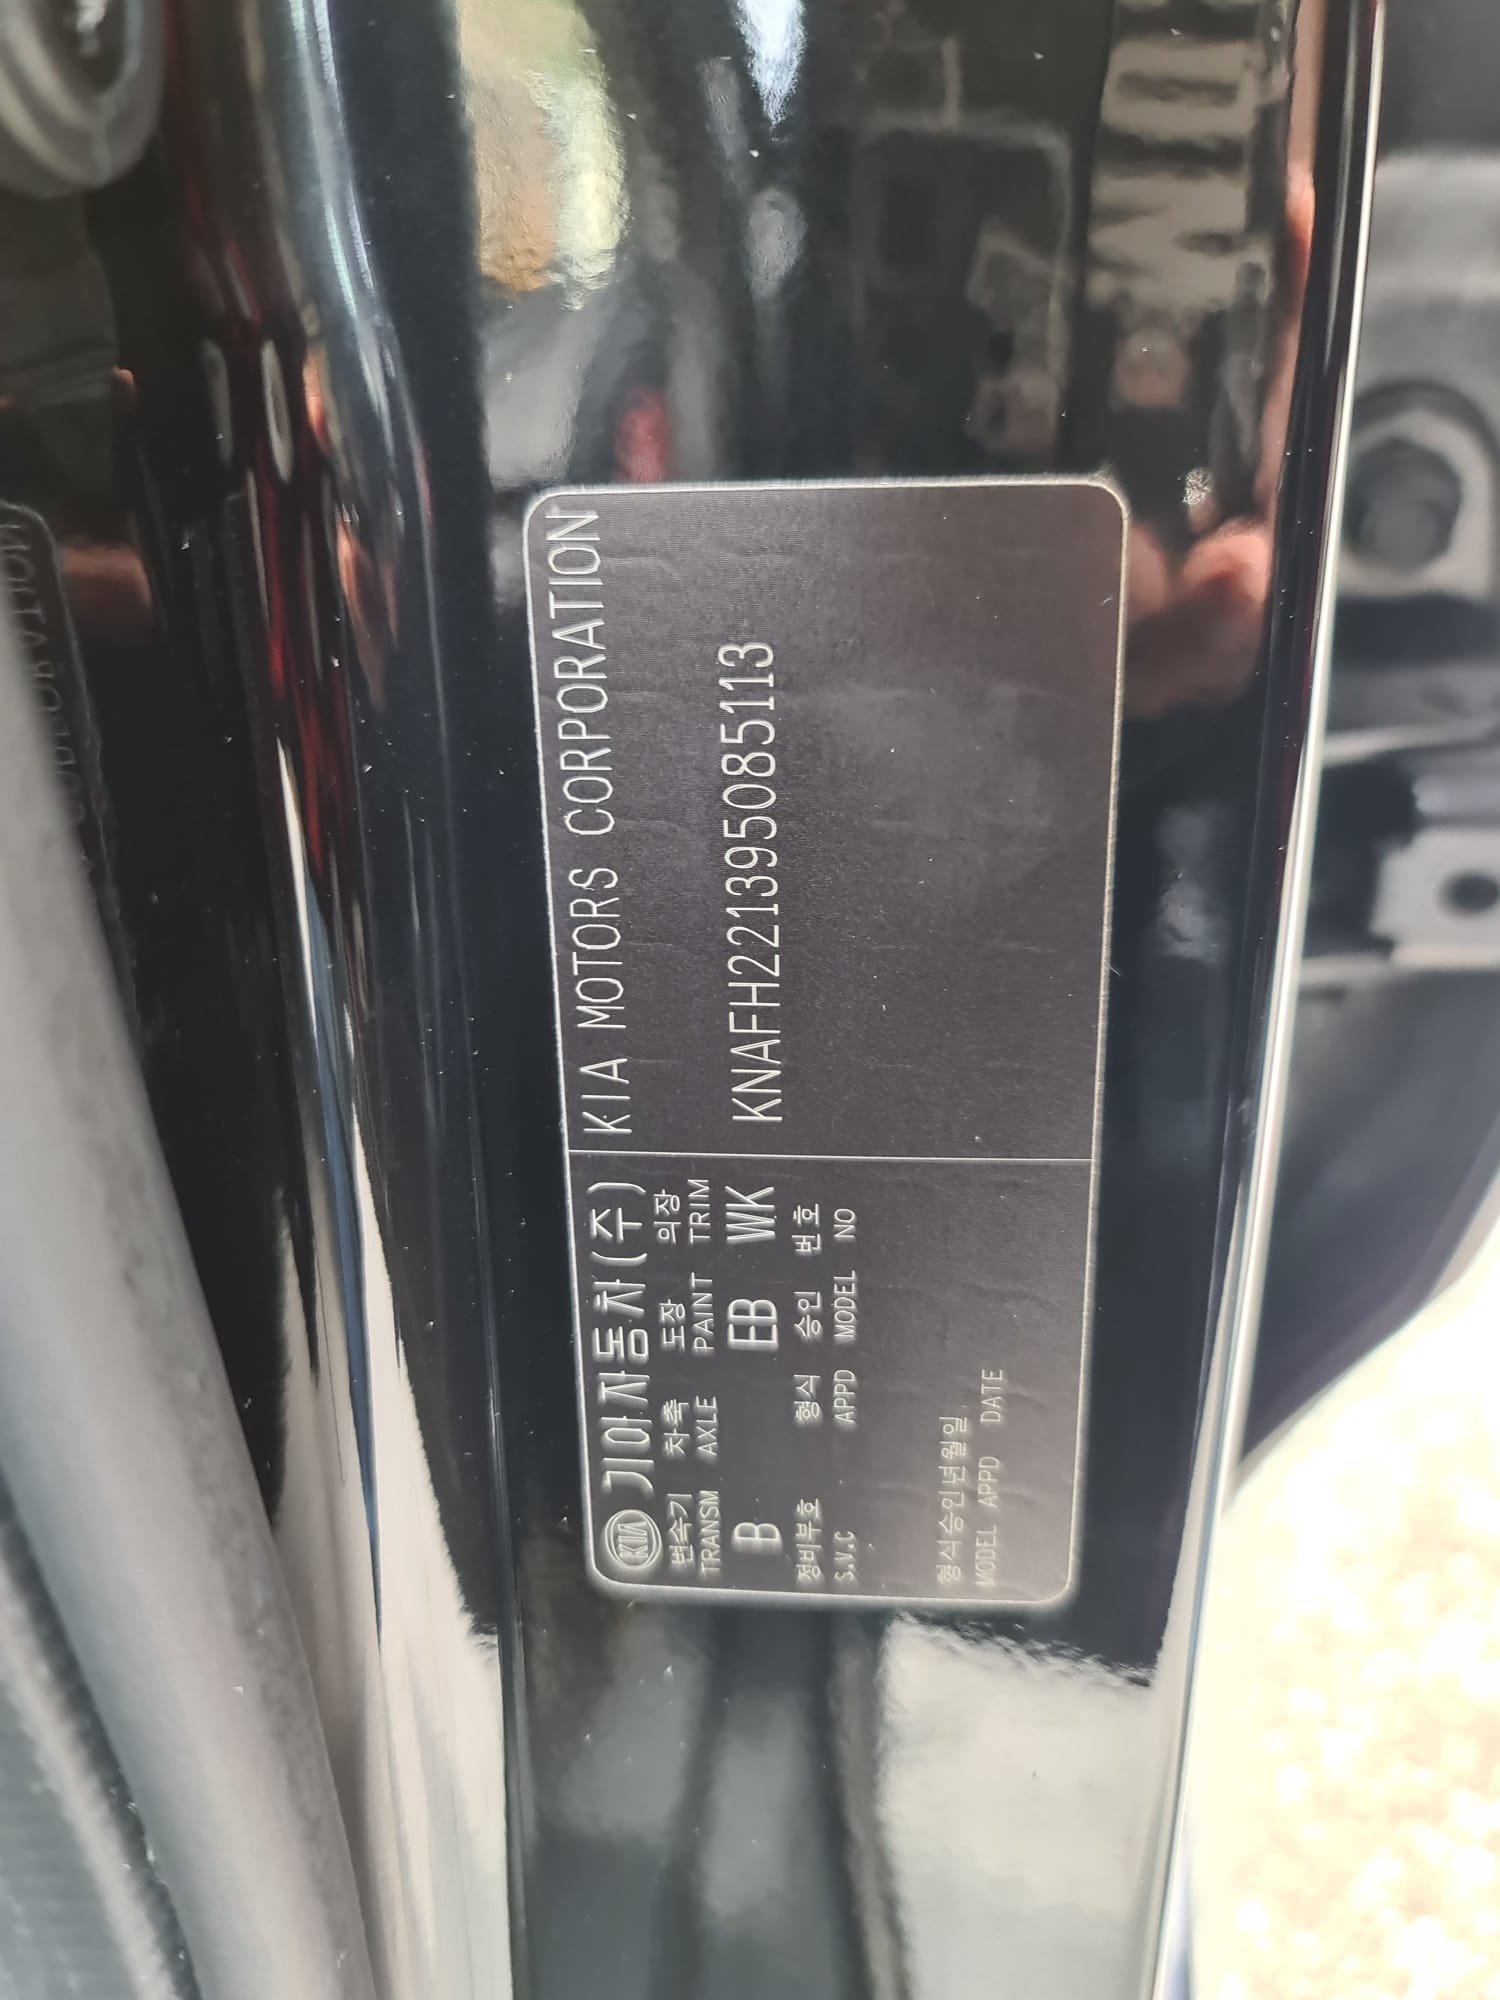 KIA 기아자동차(주) KIA MOTORS CORPORATION
변속기 차축 도장 의장
TRANSM AXLE PAINT TRIM
B EB WK KNAFH221395085113
정비부호 형식 승인 번호
S.V.C APPD MODEL NO
형식승인년월일
MODEL APPD DATE